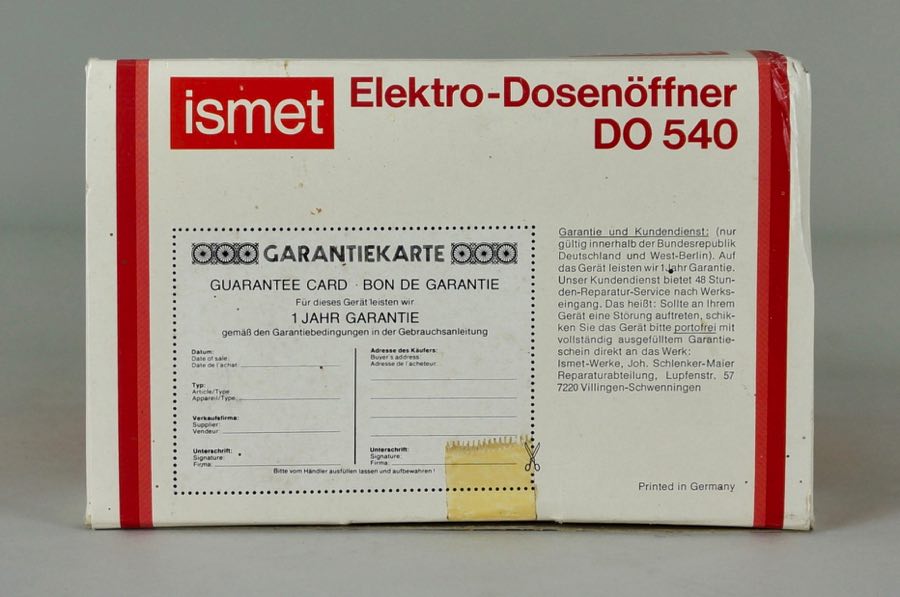 ismet
Elektro-Dosenöffner
DO 540
GARANTIEKARTE
GUARANTEE CARD · BON DE GARANTIE
Für dieses Gerät leisten wir
1 JAHR GARANTIE
gemäß den Garantiebedingungen in der Gebrauchsanleitung
Datum:
Date of sale:
Date de l'achat:
Typ:
Article/Type
Appareil/Type
Verkaufsfirma:
Supplier:
Vendeur
Unterschrift:
Signature:
Firma:
Adresse des Käufers:
Buyer's address:
Adresse de l'acheteur:
Unterschrift:
Signature:
Firma:
Bitte vom Händler ausfüllen lassen und aufbewahren!
Garantie und Kundendienst: (nur
gültig innerhalb der Bundesrepublik
Deutschland und West-Berlin). Auf
das Gerät leisten wir 1 Jahr Garantie.
Unser Kundendienst bietet 48 Stun-
den-Reparatur-Service nach Werks-
eingang. Das heißt: Sollte an Ihrem
Gerät eine Störung auftreten, schik-
ken Sie das Gerät bitte portofrei mit
vollständig ausgefülltem Garantie-
schein direkt an das Werk:
Ismet-Werke, Joh. Schlenker-Maier
Reparaturabteilung, Lupfenstr. 57
7220 Villingen-Schwenningen
Printed in Germany